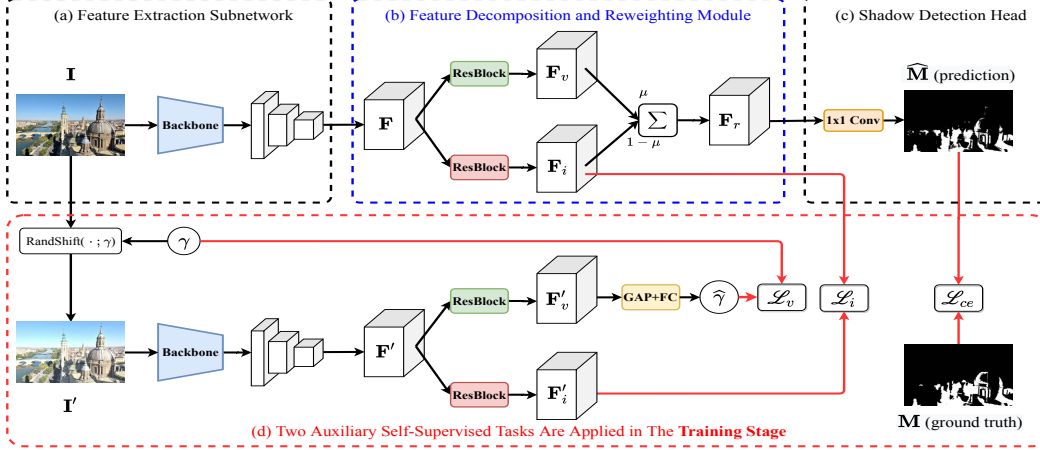 (a) Feature Extraction Subnetwork
(b) Feature Decomposition and Reweighting Module
(c) Shadow Detection Head
I
Backbone
F
ResBlock
F_v
ResBlock
F_i
μ
∑
1 − μ
F_r
1x1 Conv
M̂ (prediction)
RandShift( · ; γ)
γ
I′
Backbone
F′
ResBlock
F′_v
GAP+FC
γ̂
ℒ_v
ℒ_i
ℒ_ce
ResBlock
F′_i
M (ground truth)
(d) Two Auxiliary Self-Supervised Tasks Are Applied in The Training Stage